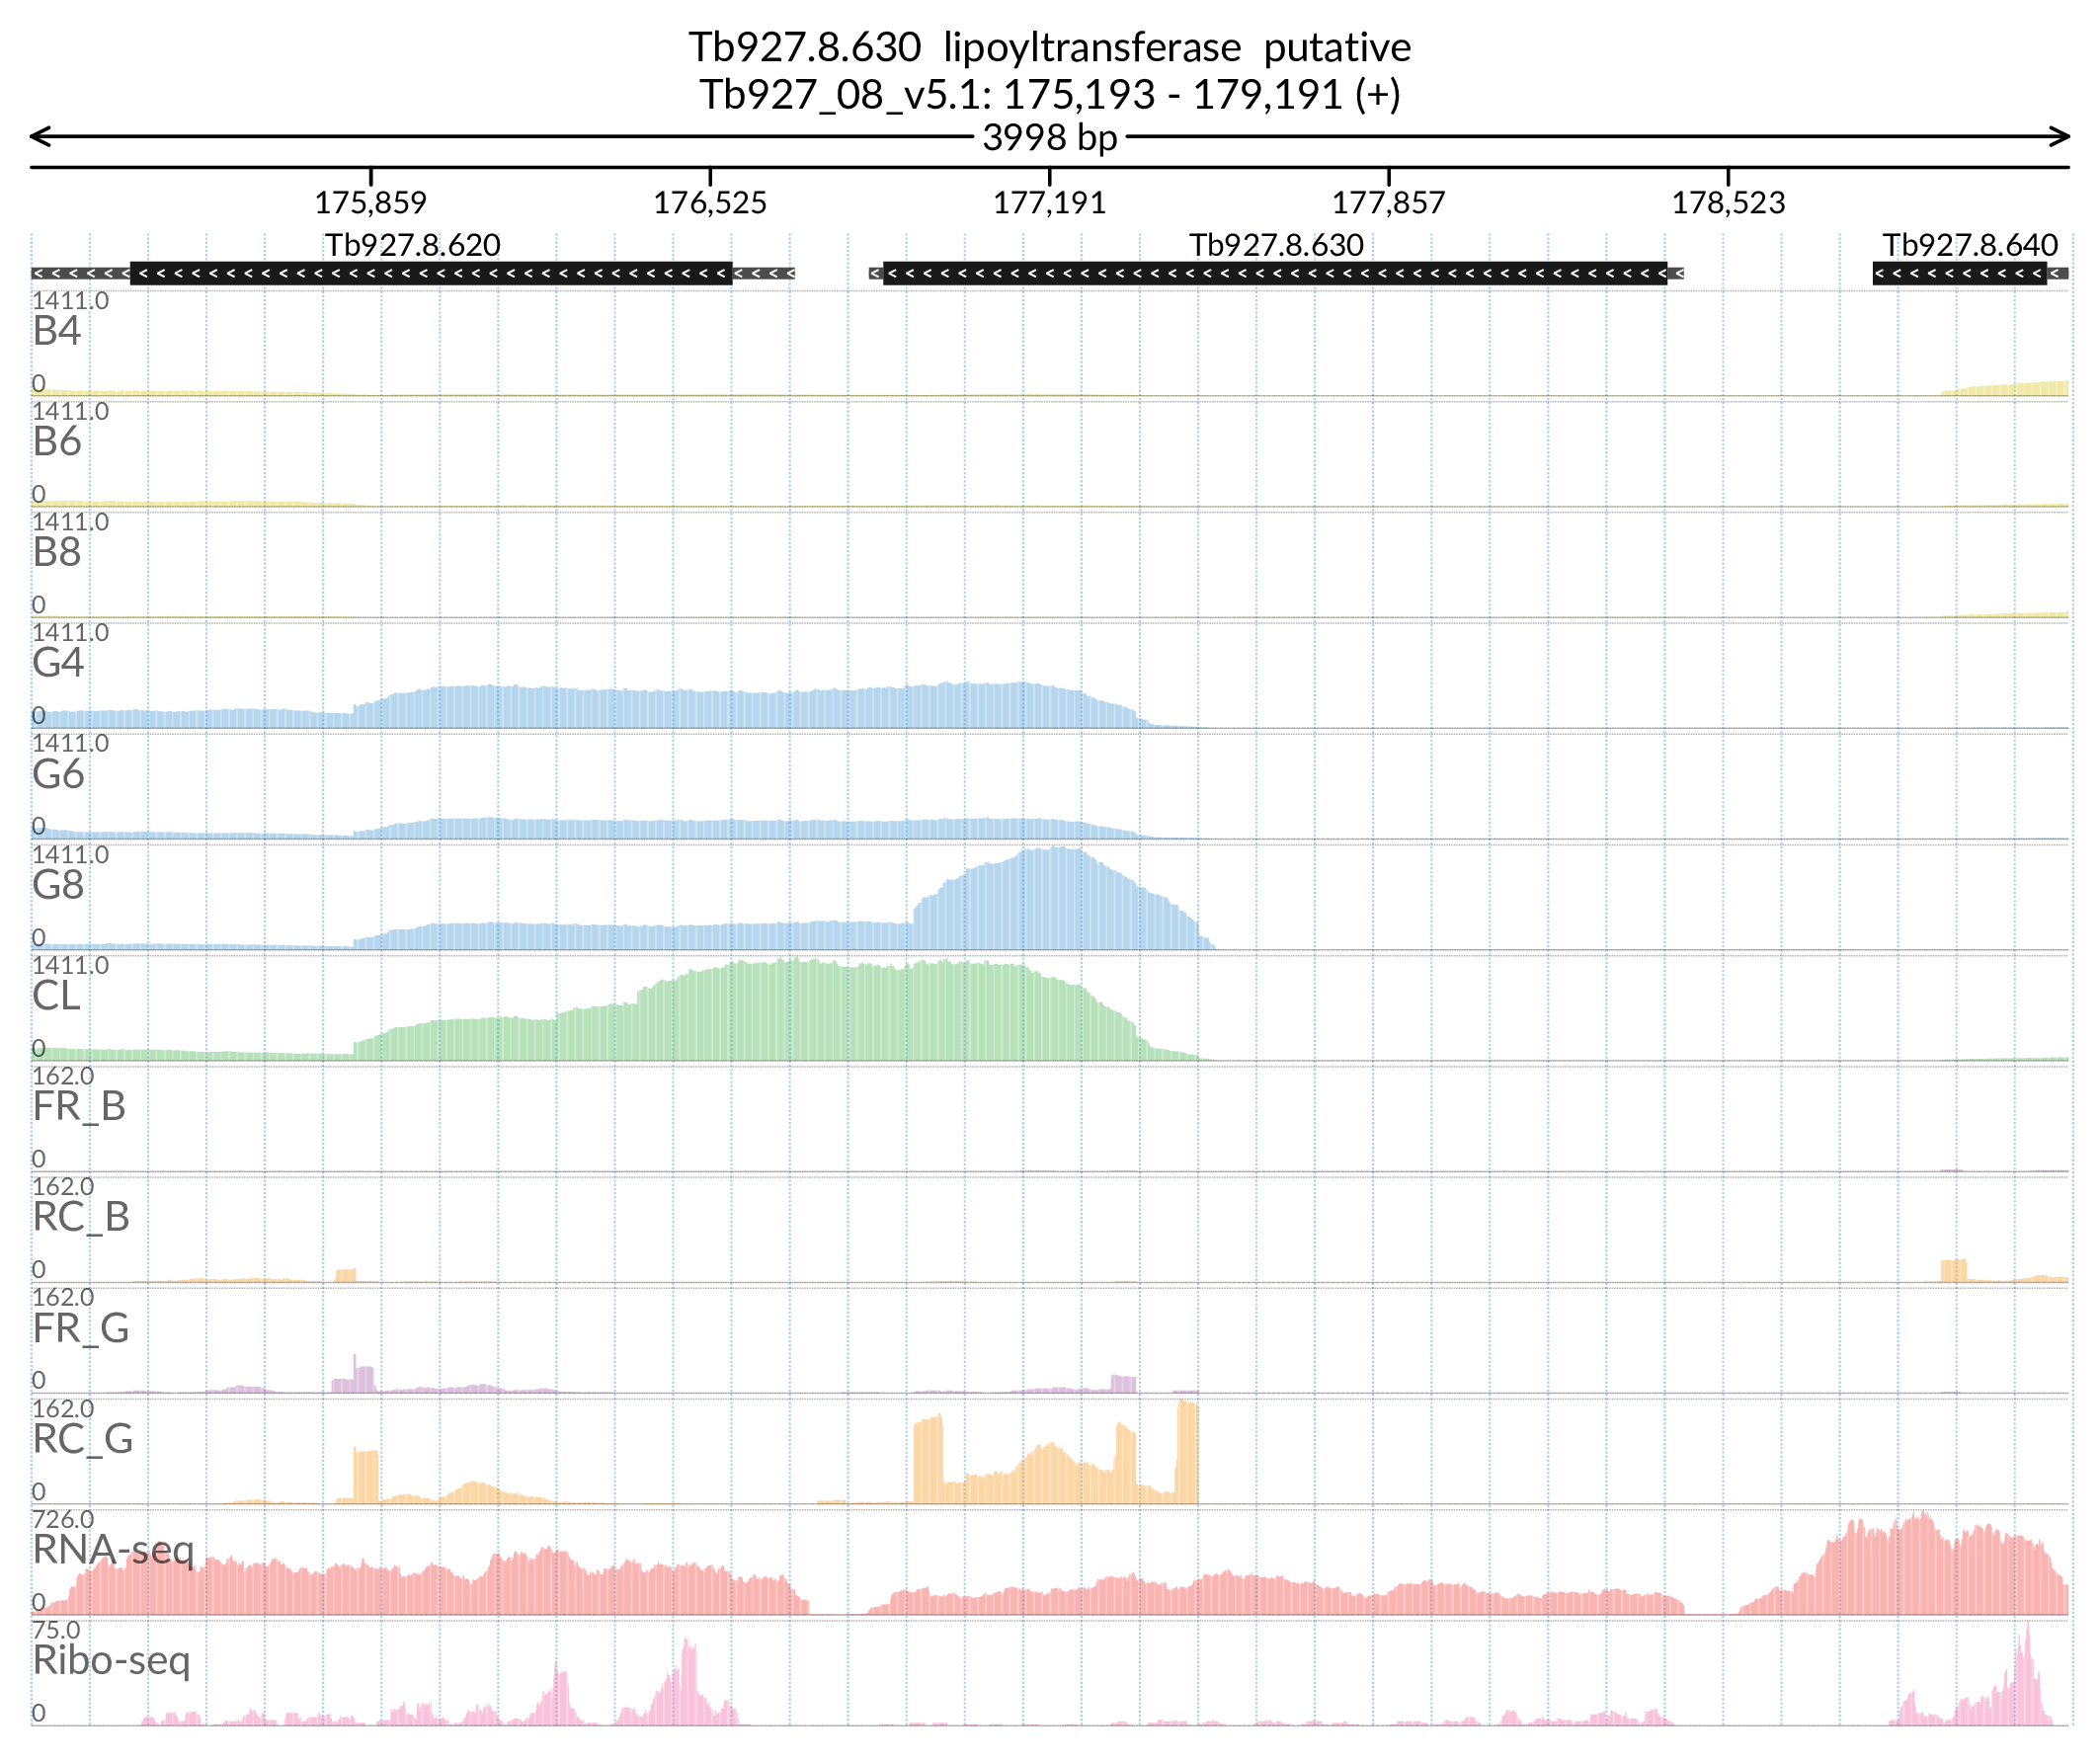 Tb927.8.630 lipoyltransferase putative
Tb927_08_v5.1: 175,193 - 179,191 (+)
3998 bp
175,859 176,525 177,191 177,857 178,523
Tb927.8.620 Tb927.8.630 Tb927.8.640
1411.0
B4
0
1411.0
B6
0
1411.0
B8
0
1411.0
G4
0
1411.0
G6
0
1411.0
G8
0
1411.0
CL
0
162.0
FR_B
0
162.0
RC_B
0
162.0
FR_G
0
162.0
RC_G
0
726.0
RNA-seq
0
75.0
Ribo-seq
0